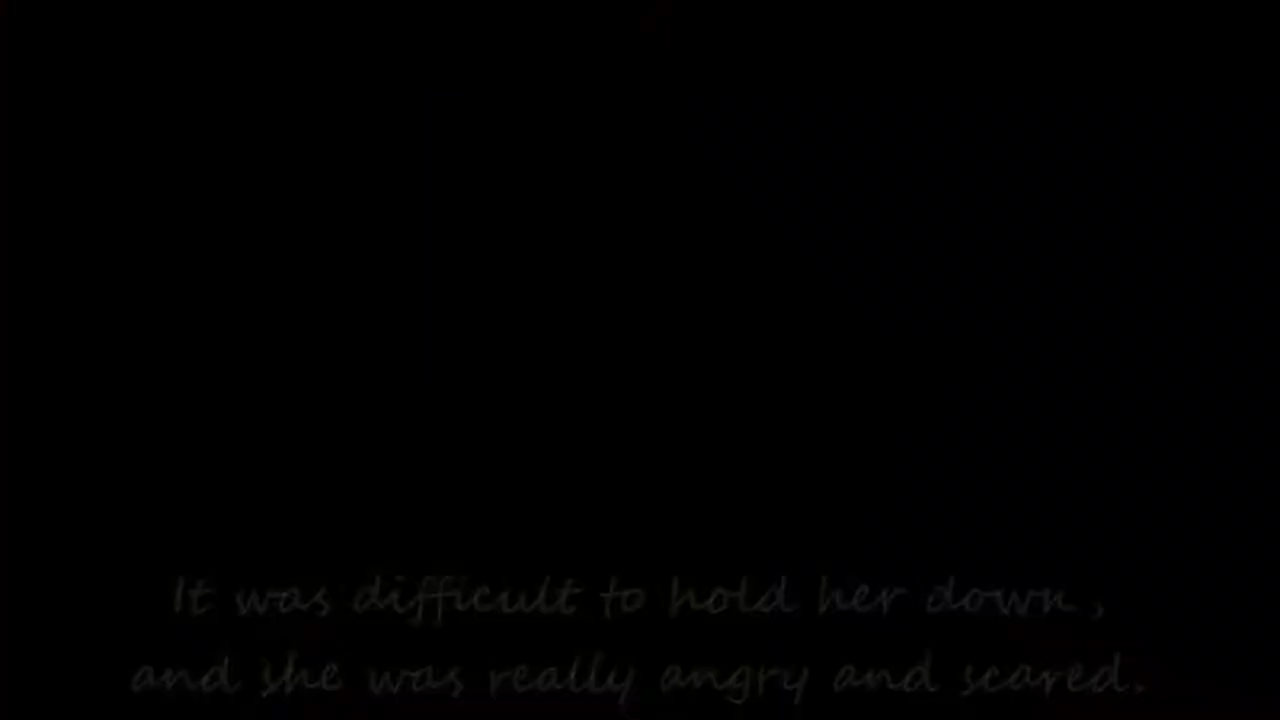 It was difficult to hold her down,
and she was really angry and scared.